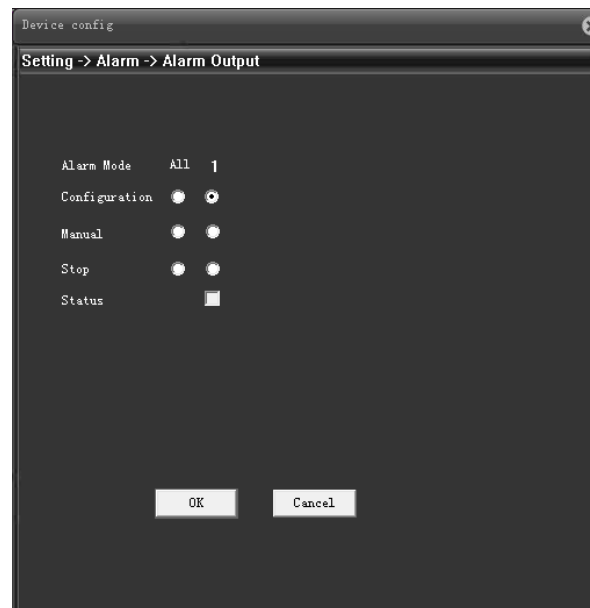 Device config
Setting -> Alarm -> Alarm Output
Alarm Mode All 1
Configuration
Manual
Stop
Status
OK Cancel